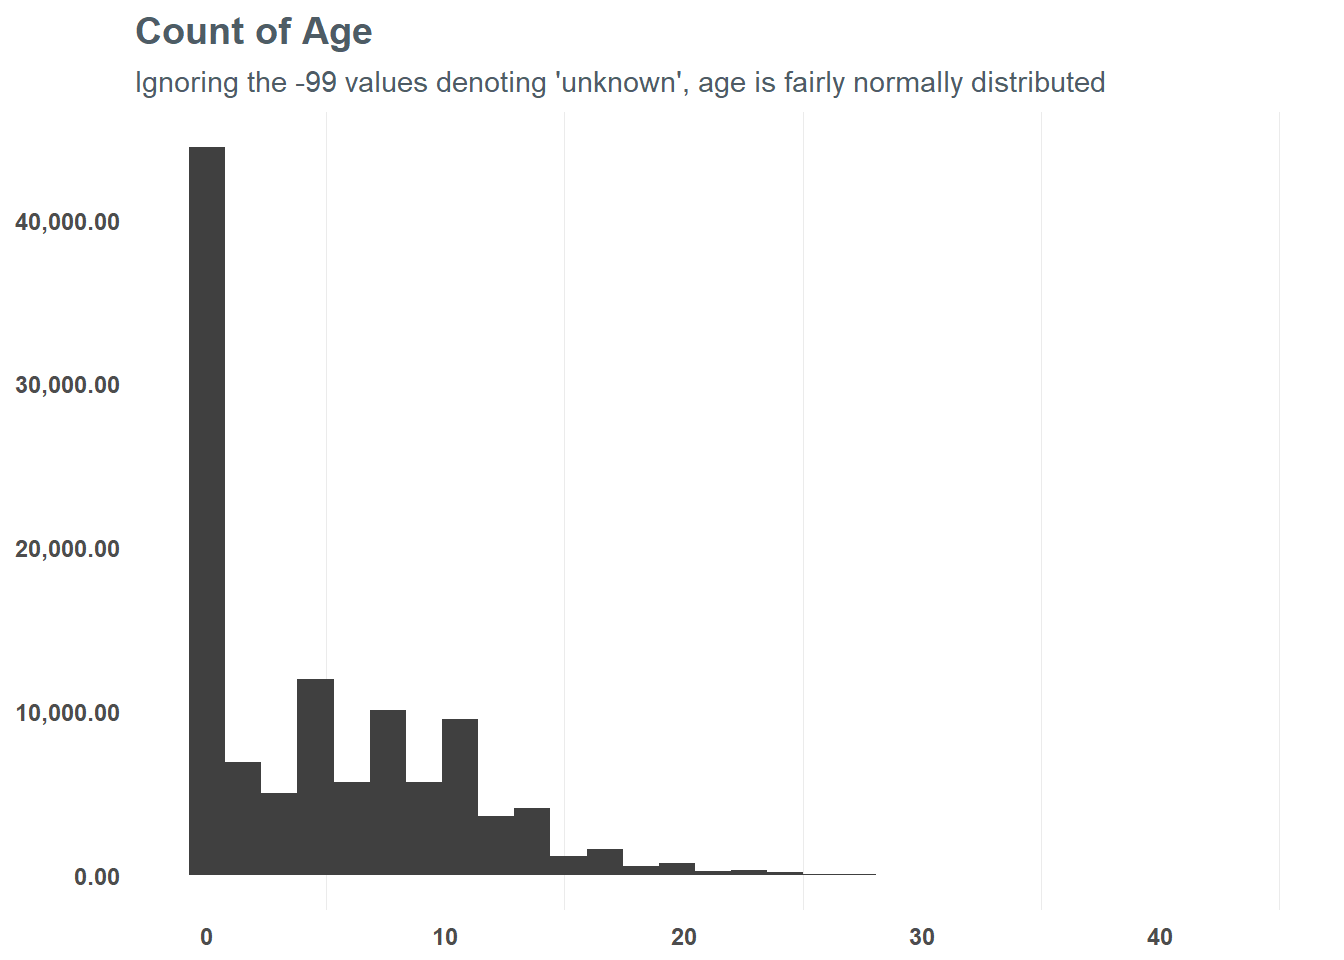 Count of Age
Ignoring the -99 values denoting 'unknown', age is fairly normally distributed
40,000.00
30,000.00
20,000.00
10,000.00
0.00
0 10 20 30 40